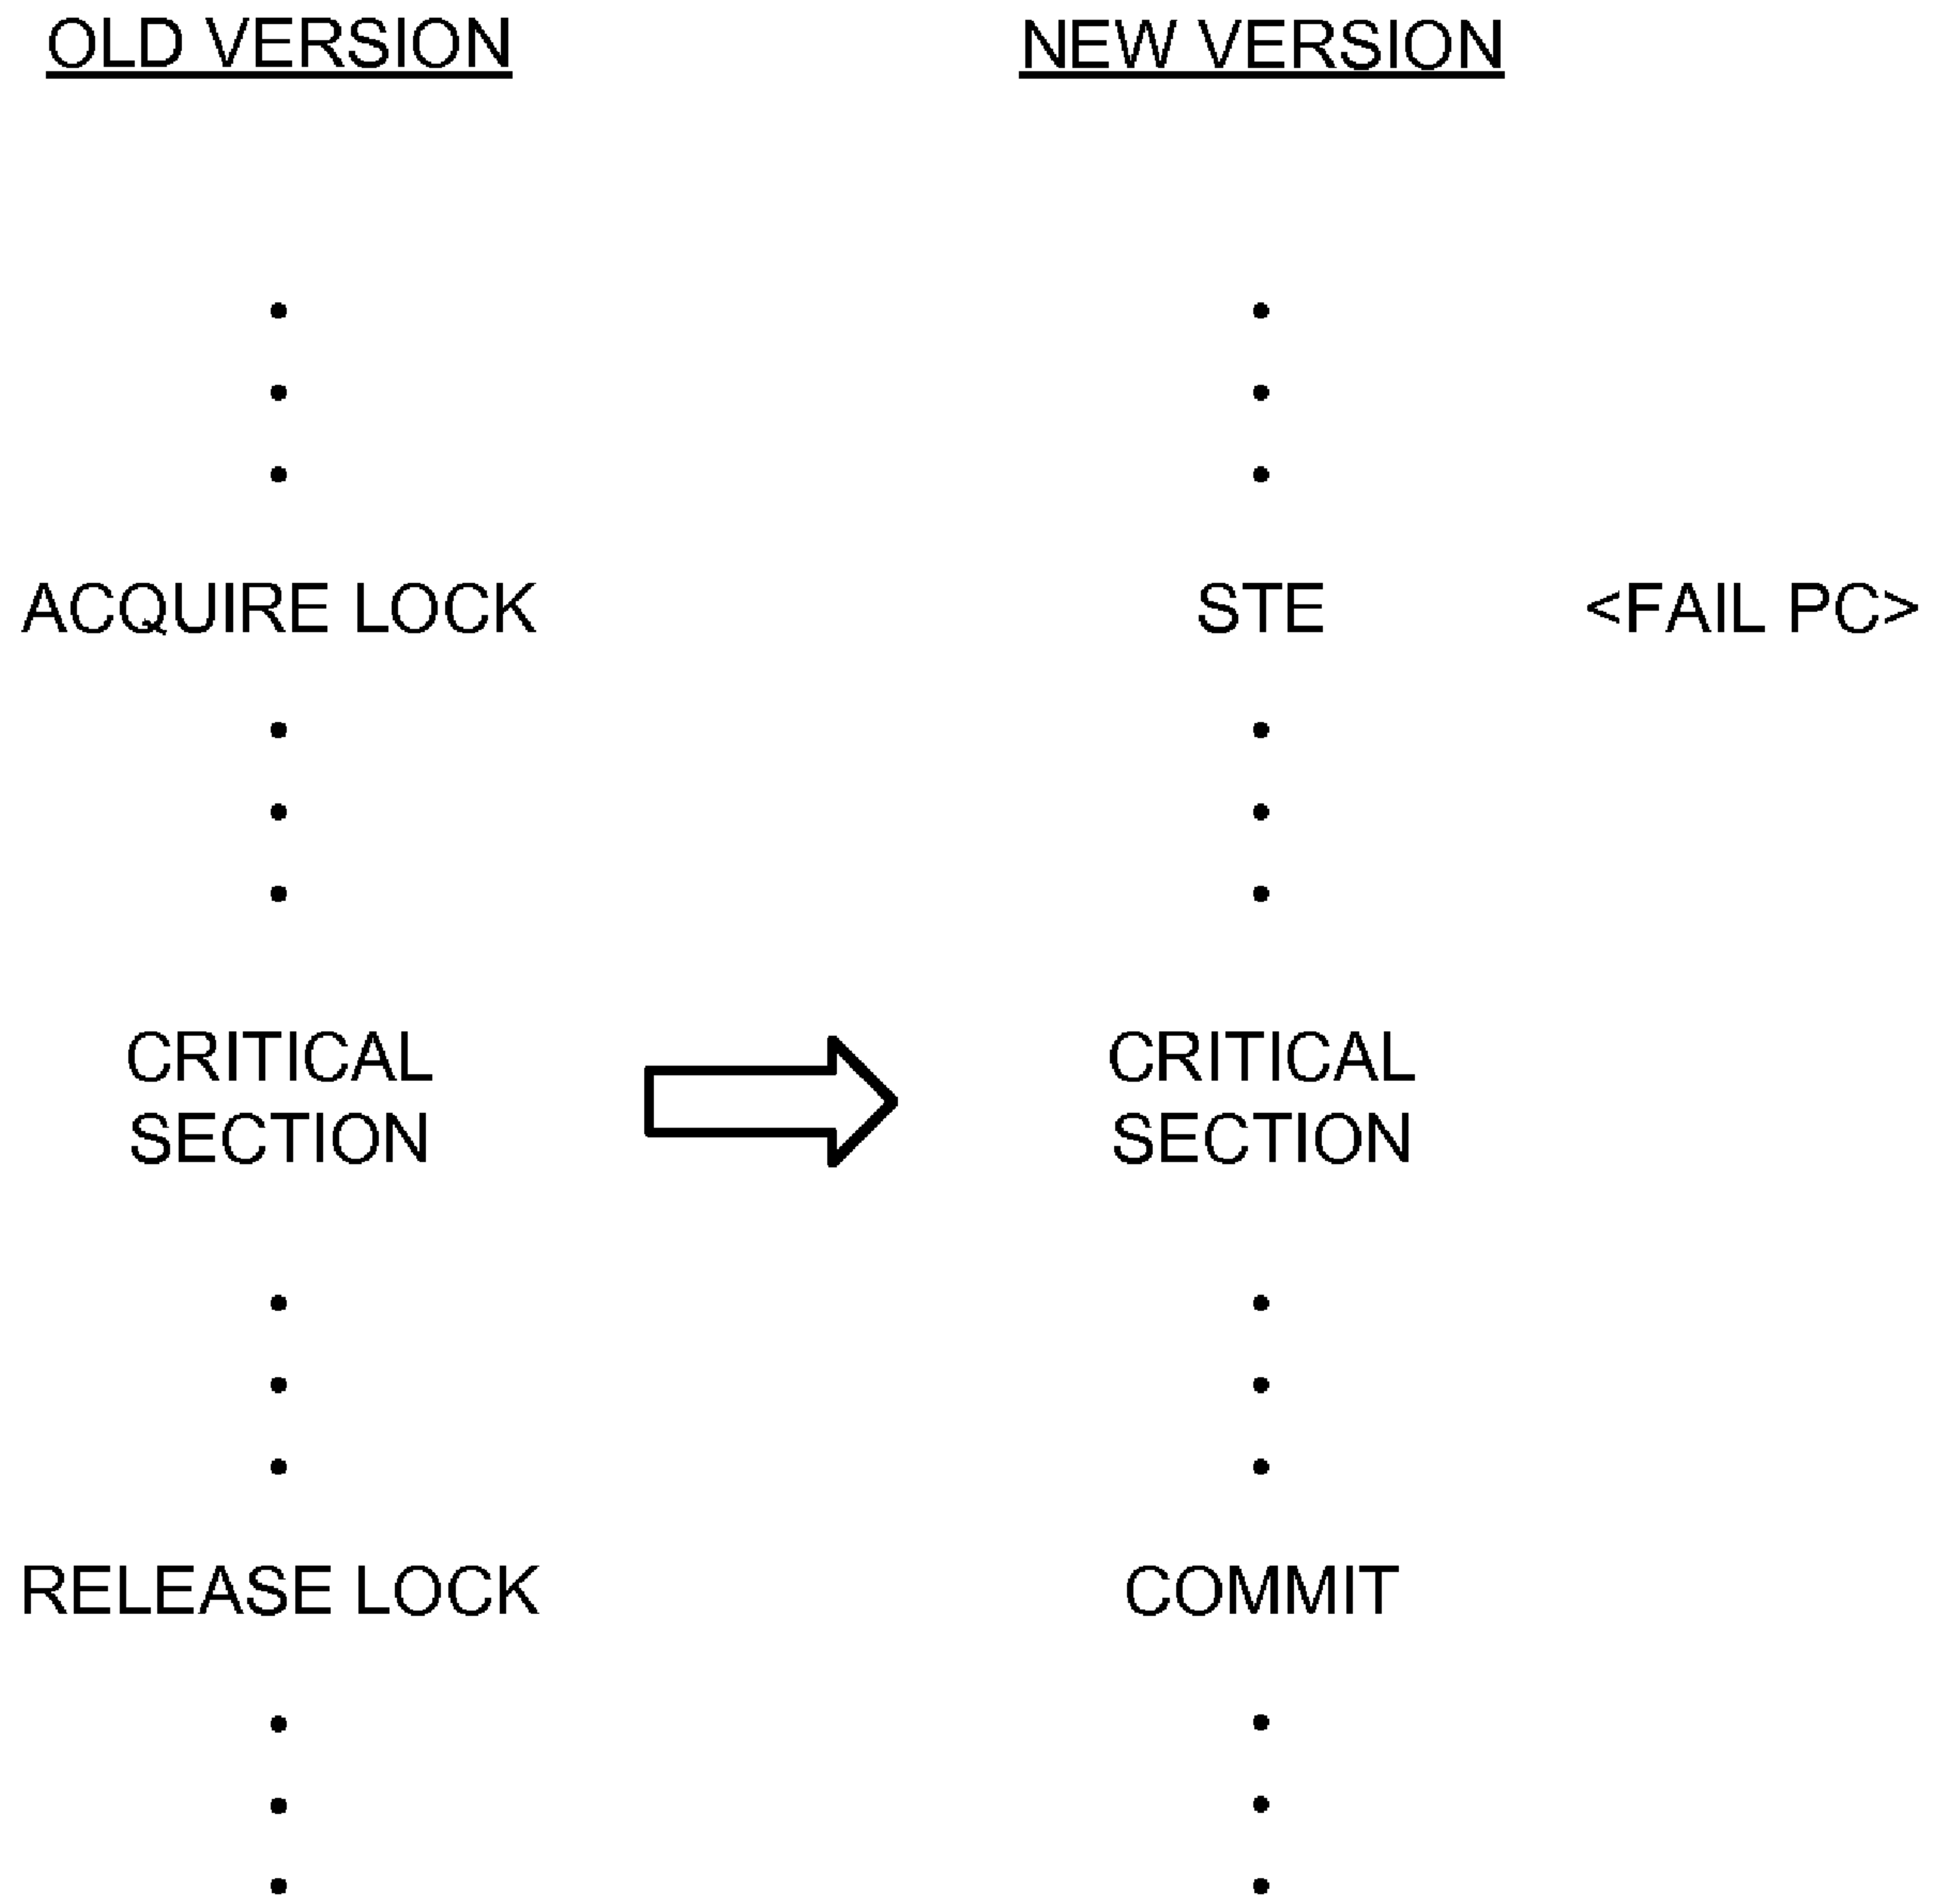 OLD VERSION
NEW VERSION
ACQUIRE LOCK
STE <FAIL PC>
CRITICAL
SECTION
CRITICAL
SECTION
RELEASE LOCK
COMMIT